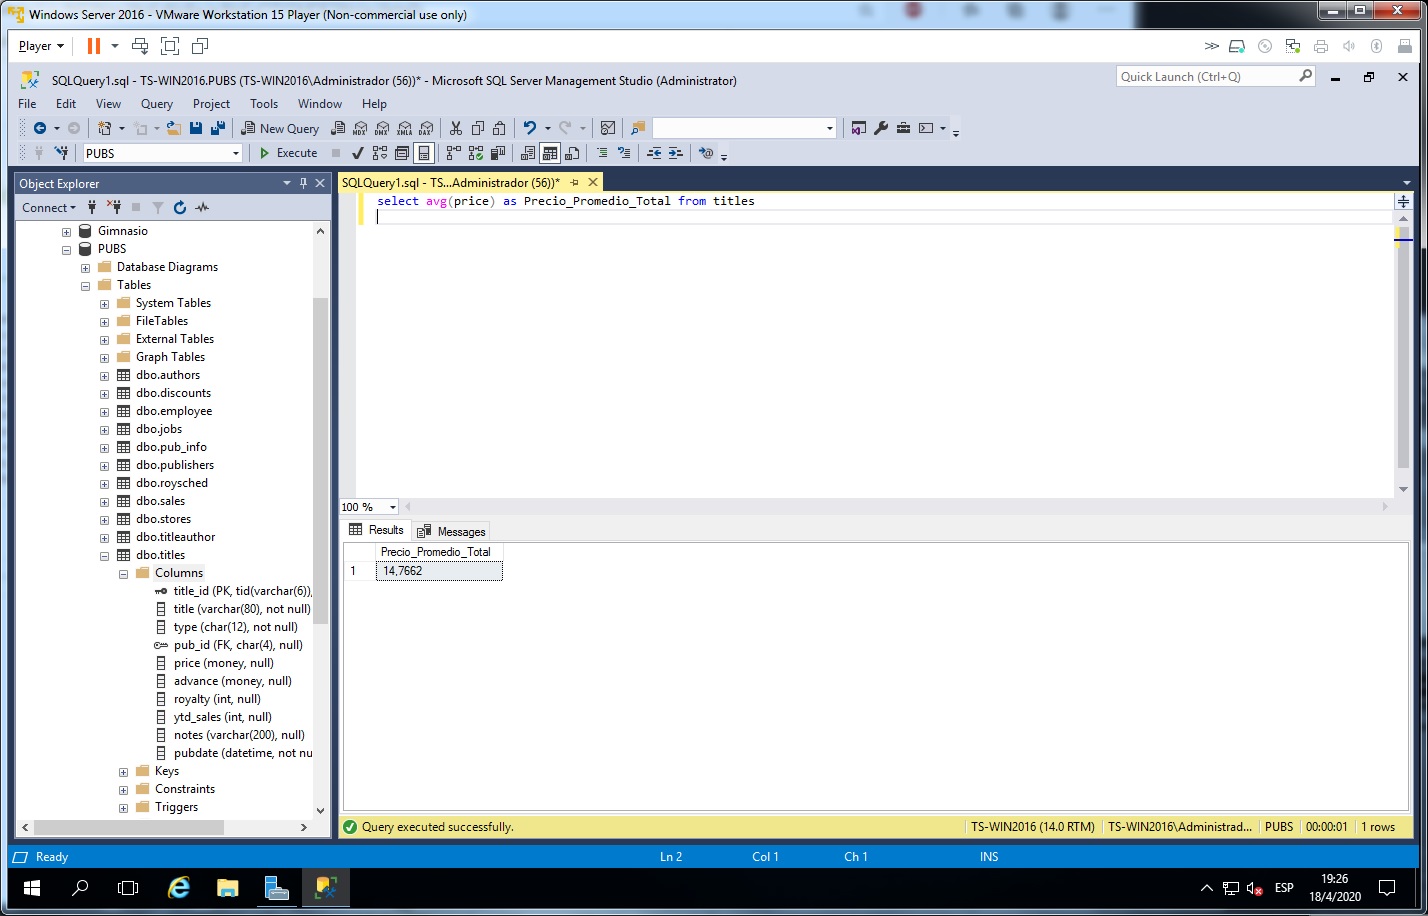 Windows Server 2016 - VMware Workstation 15 Player (Non-commercial use only)
Player
SQLQuery1.sql - TS-WIN2016.PUBS (TS-WIN2016\Administrador (56))* - Microsoft SQL Server Management Studio (Administrator)
Quick Launch (Ctrl+Q)
File Edit View Query Project Tools Window Help
New Query MDX DMX XMLA DAX
PUBS Execute
Object Explorer
SQLQuery1.sql - TS...Administrador (56))*
Connect
select avg(price) as Precio_Promedio_Total from titles
Gimnasio
PUBS
Database Diagrams
Tables
System Tables
FileTables
External Tables
Graph Tables
dbo.authors
dbo.discounts
dbo.employee
dbo.jobs
dbo.pub_info
dbo.publishers
dbo.roysched
dbo.sales
dbo.stores
dbo.titleauthor
dbo.titles
Columns
title_id (PK, tid(varchar(6)),
title (varchar(80), not null)
type (char(12), not null)
pub_id (FK, char(4), null)
price (money, null)
advance (money, null)
royalty (int, null)
ytd_sales (int, null)
notes (varchar(200), null)
pubdate (datetime, not nu
Keys
Constraints
Triggers
100 %
Results Messages
Precio_Promedio_Total
1 14,7662
Query executed successfully. TS-WIN2016 (14.0 RTM) TS-WIN2016\Administrad... PUBS 00:00:01 1 rows
Ready Ln 2 Col 1 Ch 1 INS
ESP
19:26
18/4/2020